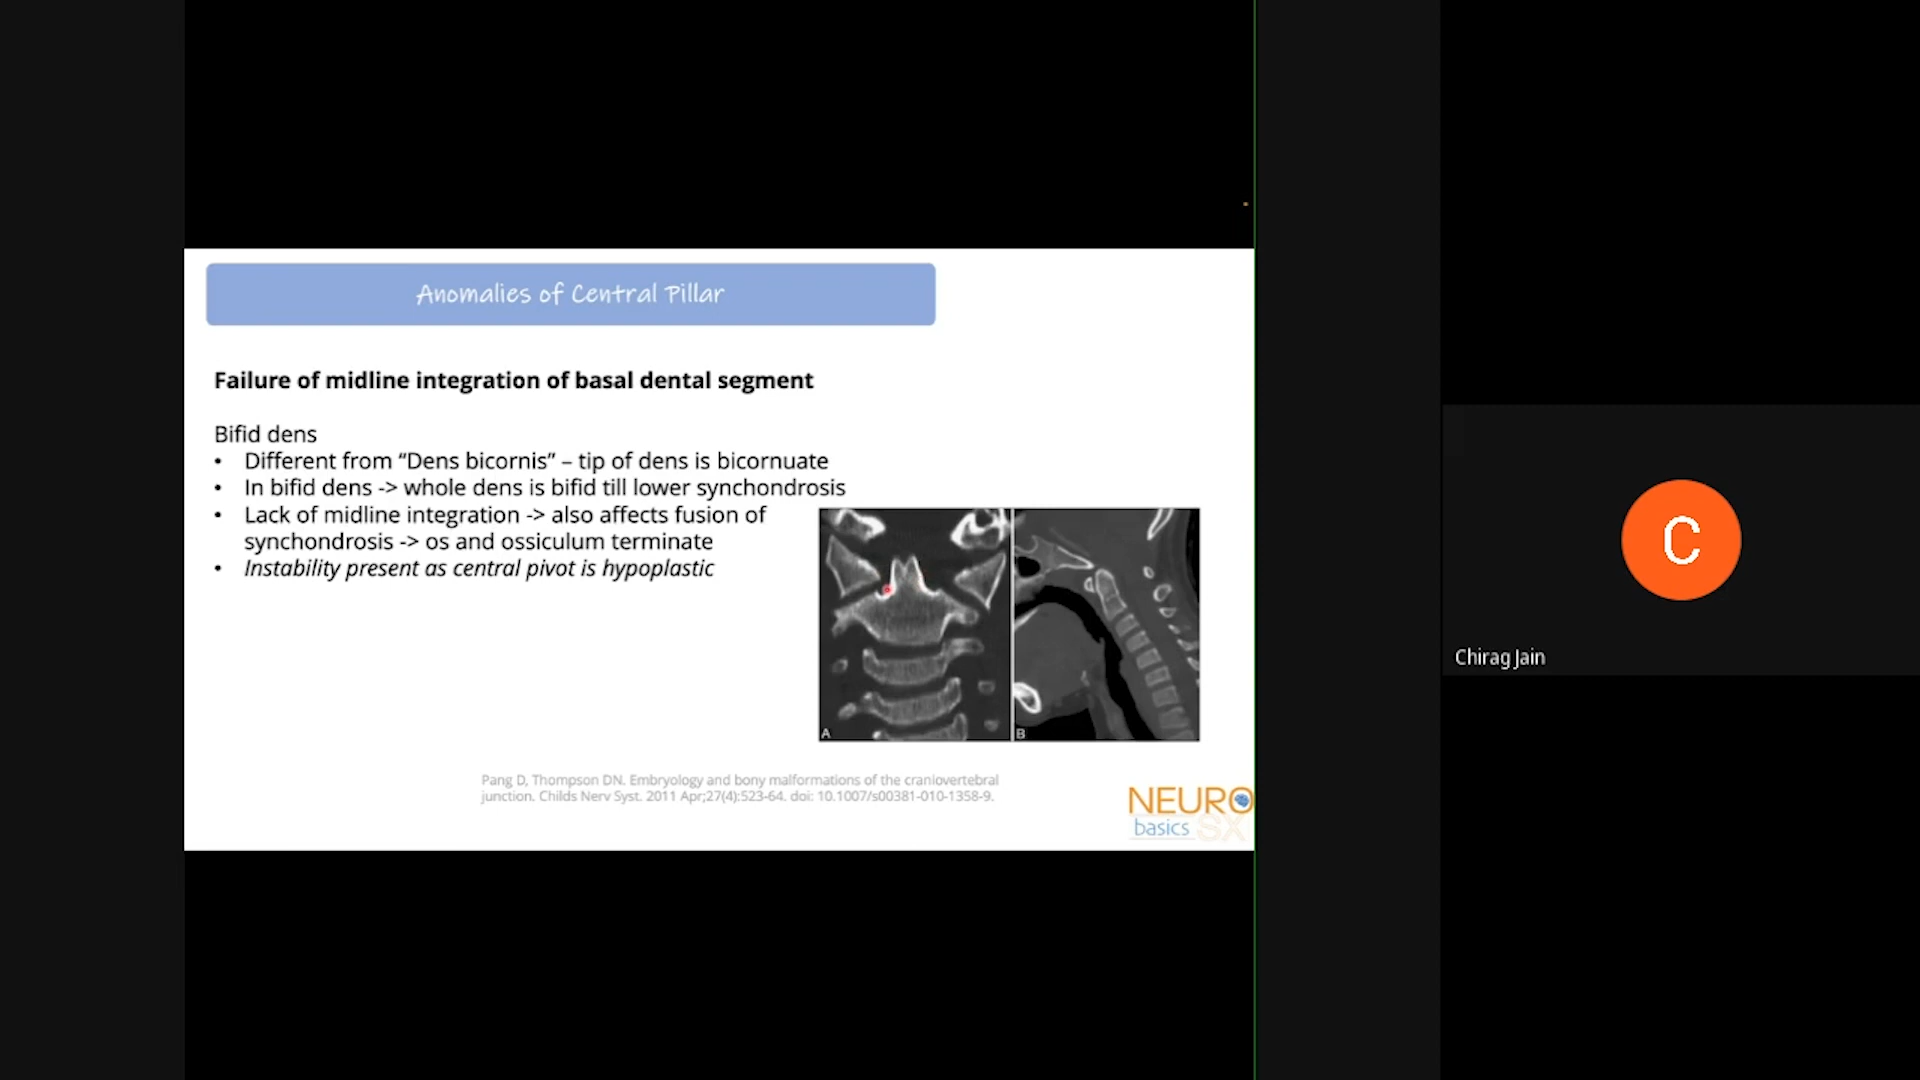 Anomalies of Central Pillar
Failure of midline integration of basal dental segment
Bifid dens
• Different from “Dens bicornis” – tip of dens is bicornuate
• In bifid dens -> whole dens is bifid till lower synchondrosis
• Lack of midline integration -> also affects fusion of
synchondrosis -> os and ossiculum terminate
• Instability present as central pivot is hypoplastic
A
B
Pang D, Thompson DN. Embryology and bony malformations of the craniovertebral
junction. Childs Nerv Syst. 2011 Apr;27(4):523-64. doi: 10.1007/s00381-010-1358-9.
NEURO
basics SX
C
Chirag Jain